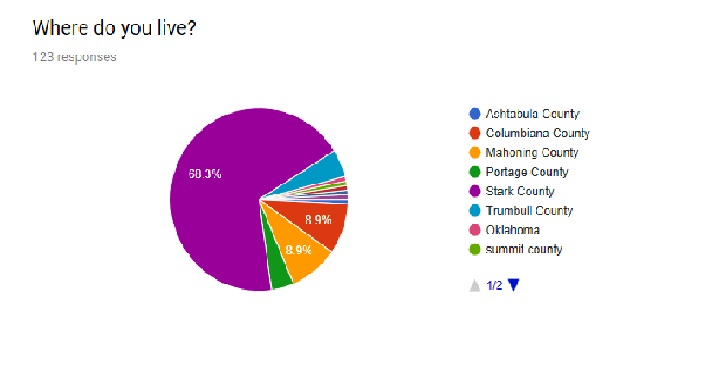 Where do you live?
123 responses
68.3%
8.9%
8.9%
Ashtabula County
Columbiana County
Mahoning County
Portage County
Stark County
Trumbull County
Oklahoma
summit county
1/2